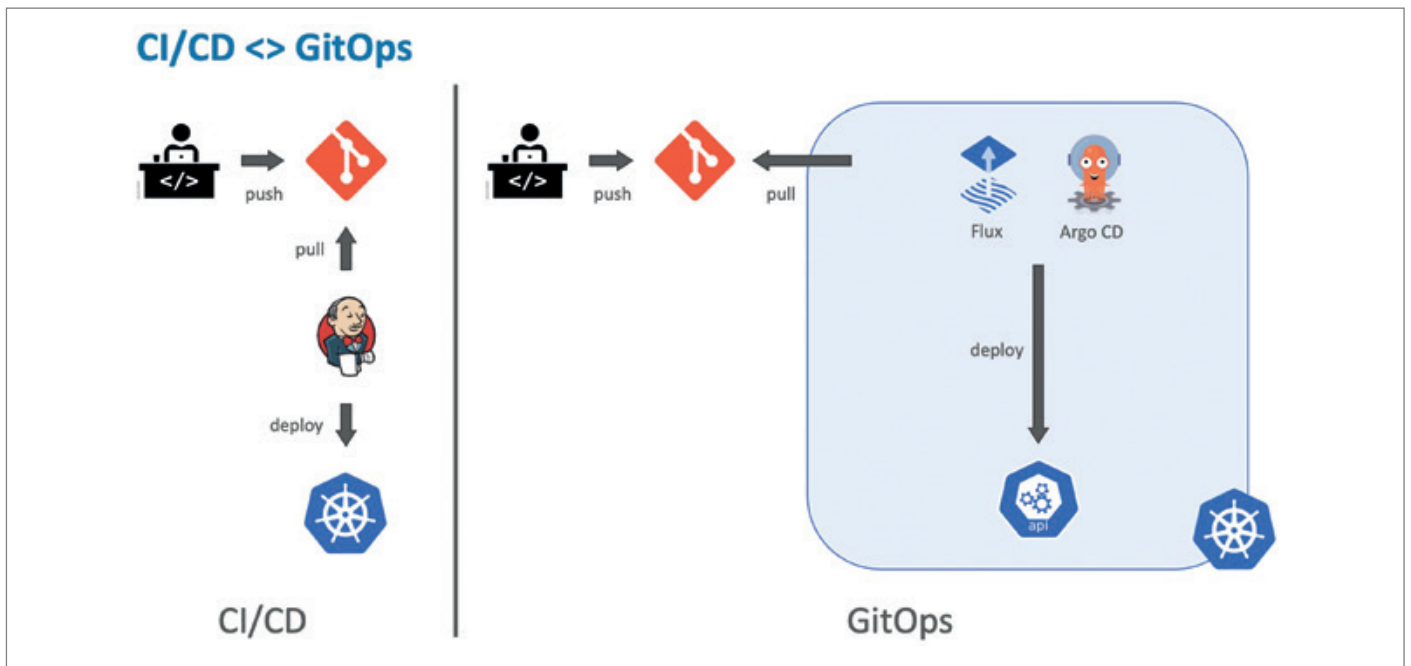 CI/CD <> GitOps
</>
push
pull
deploy
CI/CD
</>
push
pull
Flux
Argo CD
deploy
api
GitOps